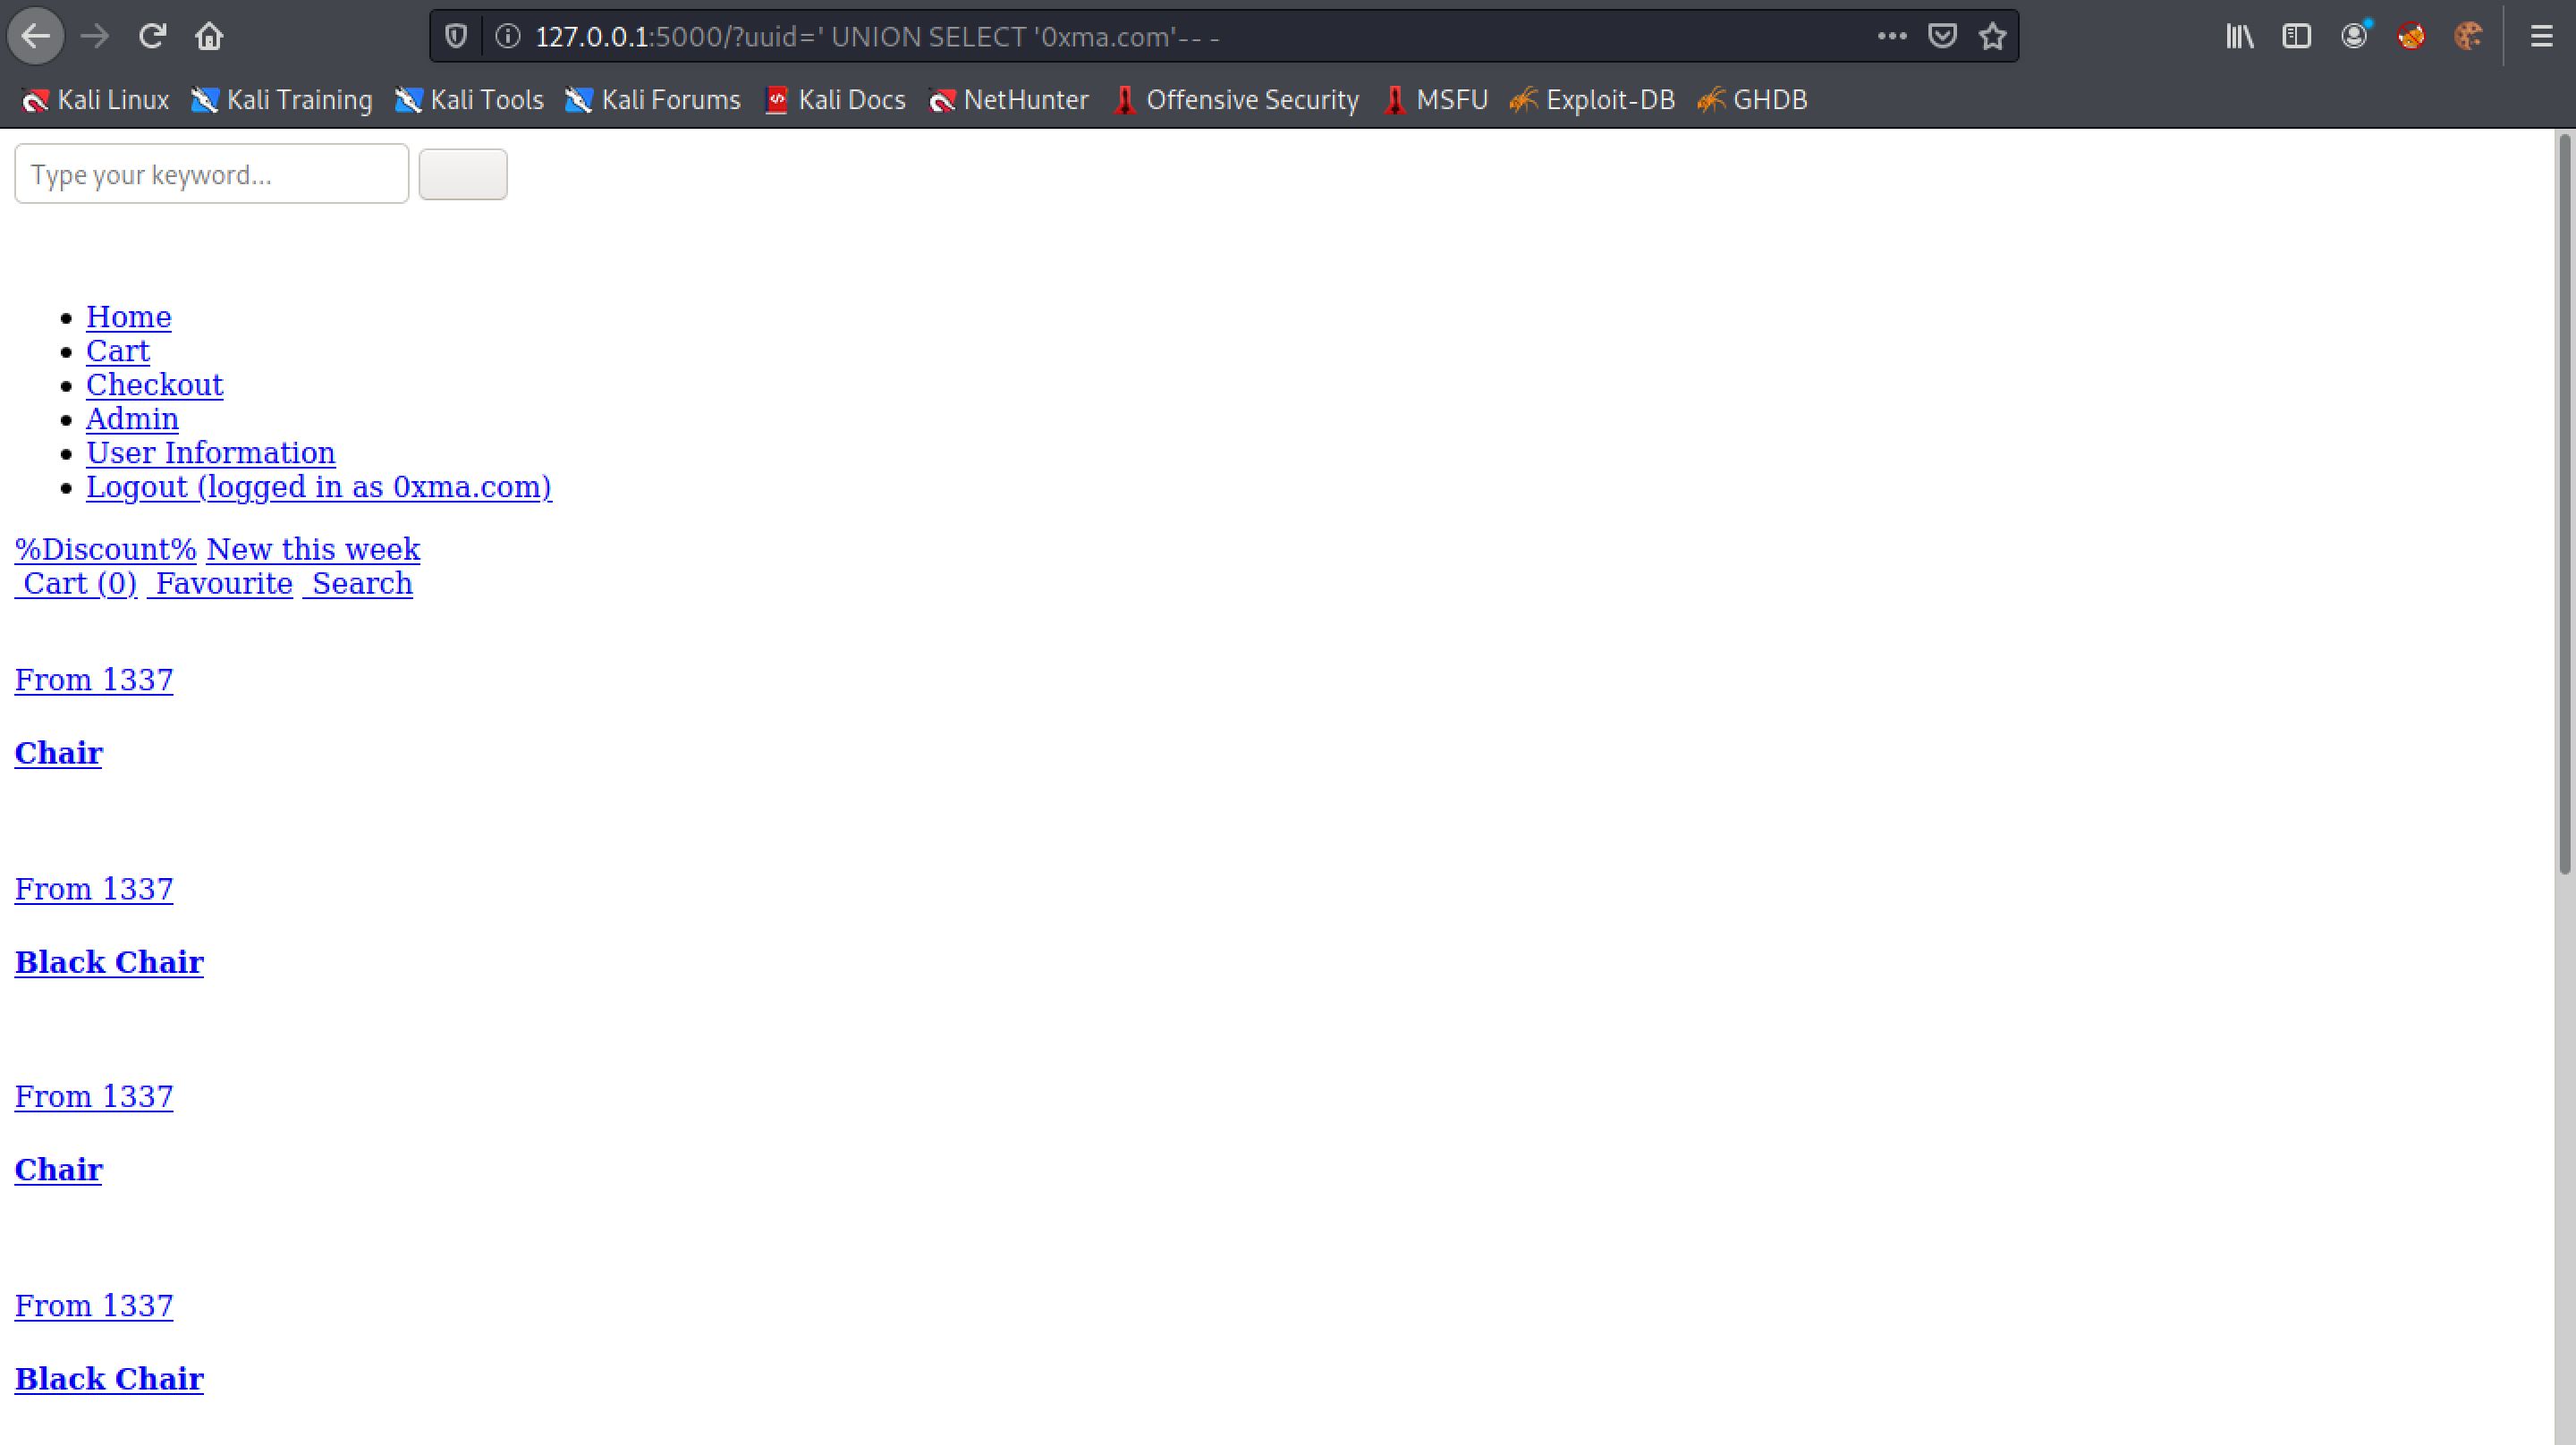 127.0.0.1:5000/?uuid=' UNION SELECT '0xma.com'-- -
Kali Linux Kali Training Kali Tools Kali Forums Kali Docs NetHunter Offensive Security MSFU Exploit-DB GHDB
Type your keyword...
Home
Cart
Checkout
Admin
User Information
Logout (logged in as 0xma.com)
%Discount% New this week
Cart (0) Favourite Search
From 1337
Chair
From 1337
Black Chair
From 1337
Chair
From 1337
Black Chair